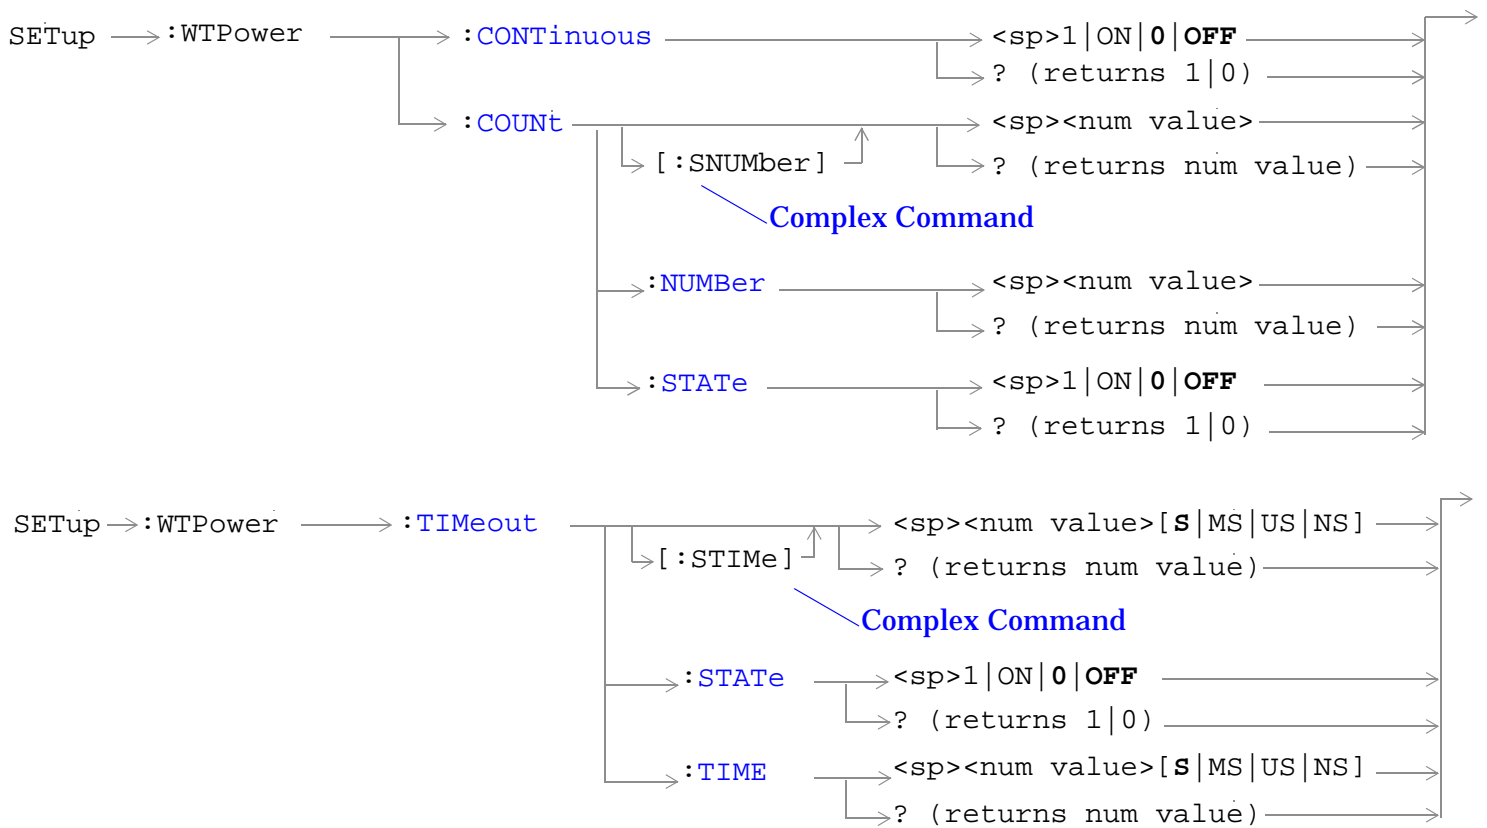 SETup :WTPower :CONTinuous <sp>1|ON|0|OFF
? (returns 1|0)
:COUNt <sp><num value>
[:SNUMber] ? (returns num value)
Complex Command
:NUMBer <sp><num value>
? (returns num value)
:STATe <sp>1|ON|0|OFF
? (returns 1|0)
SETup :WTPower :TIMeout <sp><num value>[S|MS|US|NS]
[:STIMe] ? (returns num value)
Complex Command
:STATe <sp>1|ON|0|OFF
? (returns 1|0)
:TIME <sp><num value>[S|MS|US|NS]
? (returns num value)